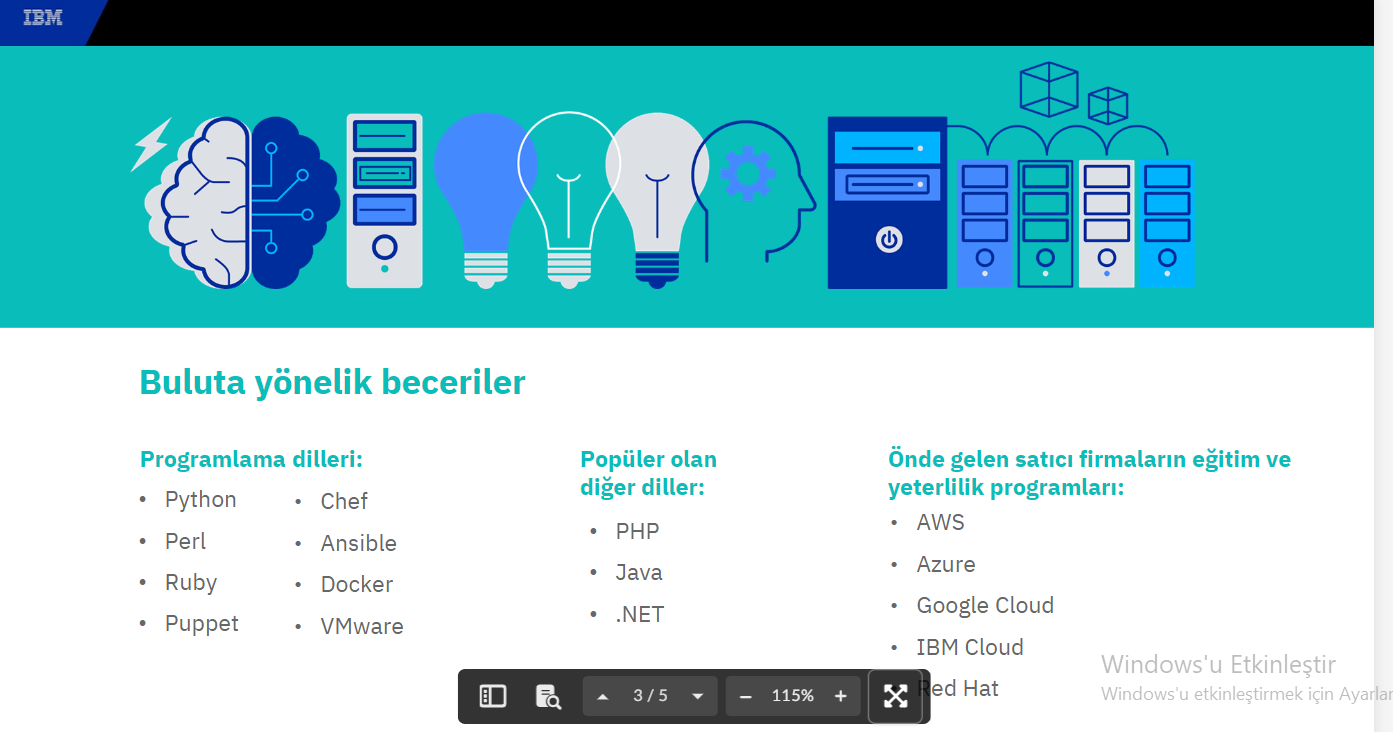 IBM
Buluta yönelik beceriler
Programlama dilleri:
• Python
• Perl
• Ruby
• Puppet
• Chef
• Ansible
• Docker
• VMware
Popüler olan
diğer diller:
• PHP
• Java
• .NET
Önde gelen satıcı firmaların eğitim ve
yeterlilik programları:
• AWS
• Azure
• Google Cloud
• IBM Cloud
Red Hat
3 / 5
115%
Windows'u Etkinleştir
Windows'u etkinleştirmek için Ayarlar